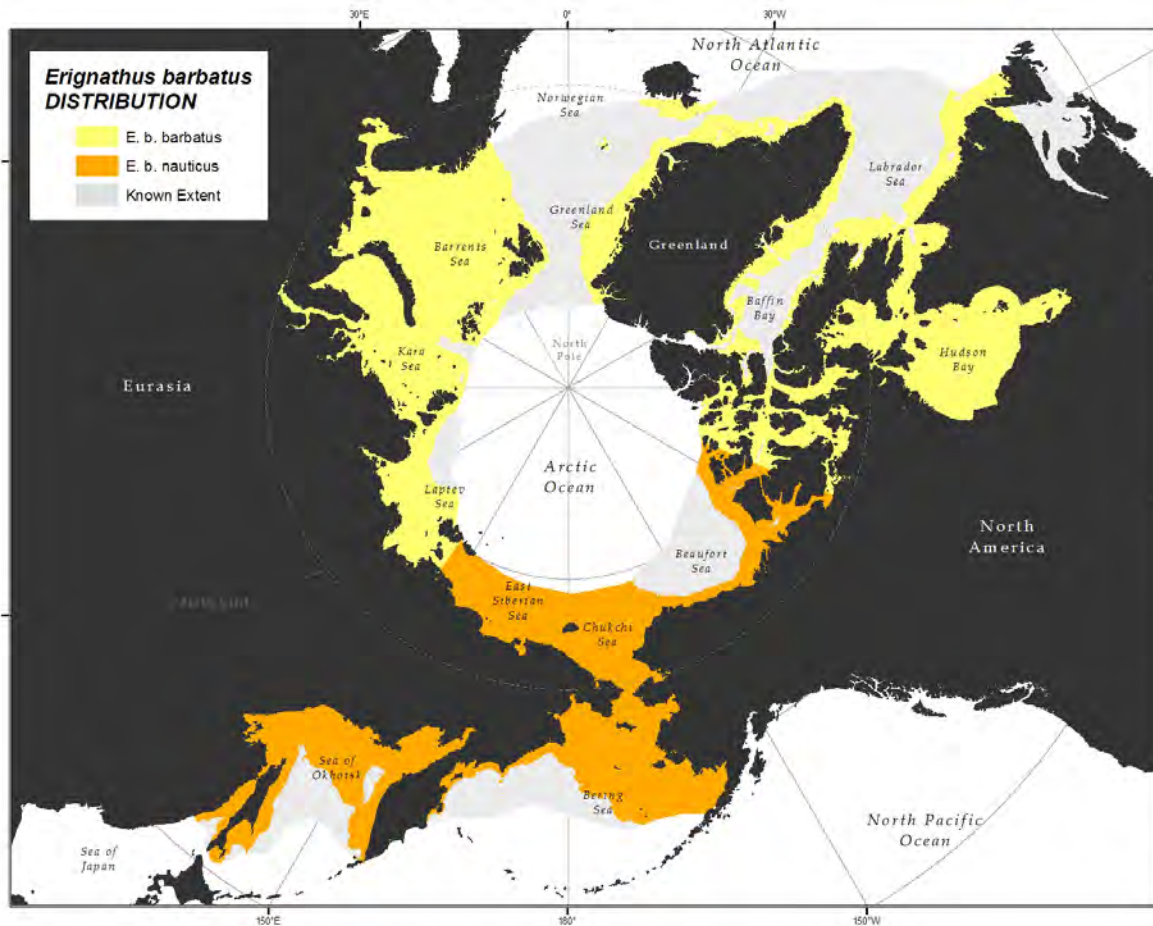 30°E
0°
30°W
Erignathus barbatus
DISTRIBUTION
E. b. barbatus
E. b. nauticus
Known Extent
North Atlantic
Ocean
Norwegian
Sea
Labrador
Sea
Greenland
Sea
Greenland
Barents
Sea
Baffin
Bay
North
Pole
Kara
Sea
Hudson
Bay
Eurasia
Arctic
Ocean
Laptev
Sea
North
America
Beaufort
Sea
East
Siberian
Sea
Chukchi
Sea
Sea of
Okhotsk
Bering
Sea
North Pacific
Ocean
Sea of
Japan
150°E
180°
150°W